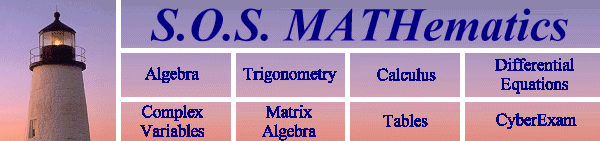 S.O.S. MATHematics
Algebra
Trigonometry
Calculus
Differential
Equations
Complex
Variables
Matrix
Algebra
Tables
CyberExam